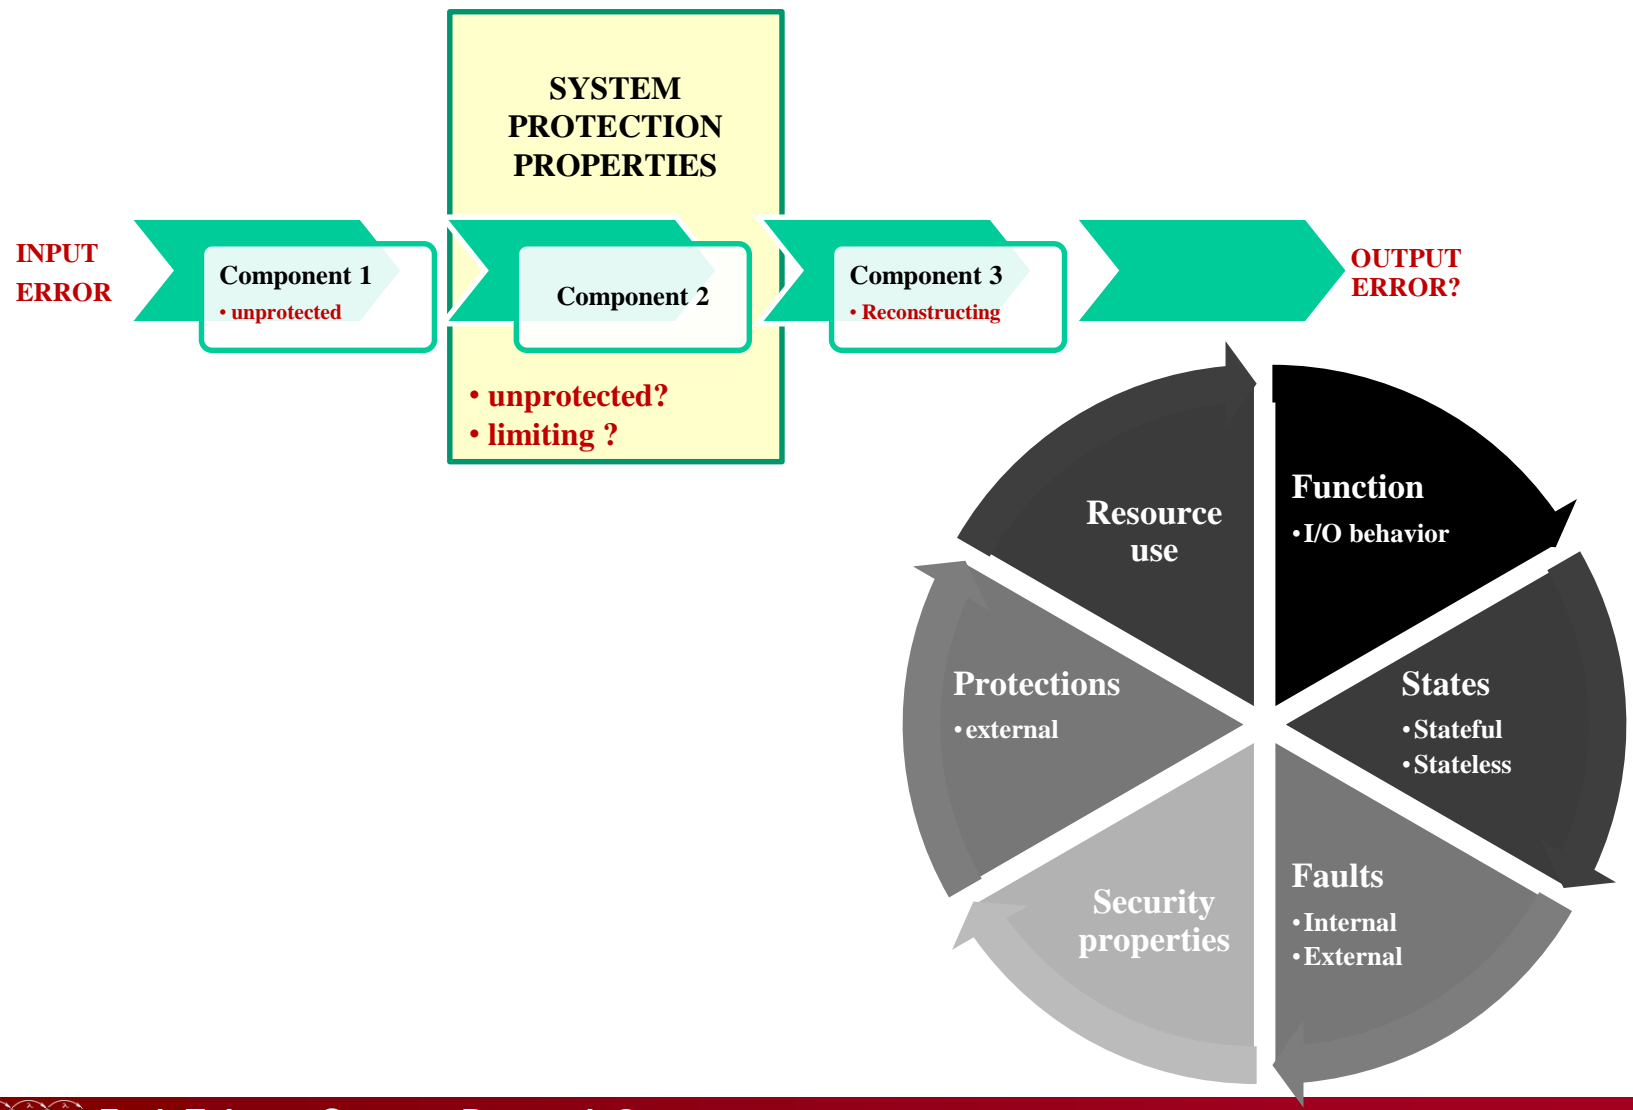 SYSTEM
PROTECTION
PROPERTIES
INPUT
ERROR
Component 1
• unprotected
Component 2
Component 3
• Reconstructing
OUTPUT
ERROR?
• unprotected?
• limiting ?
Function
• I/O behavior
States
• Stateful
• Stateless
Faults
• Internal
• External
Security
properties
Protections
• external
Resource
use